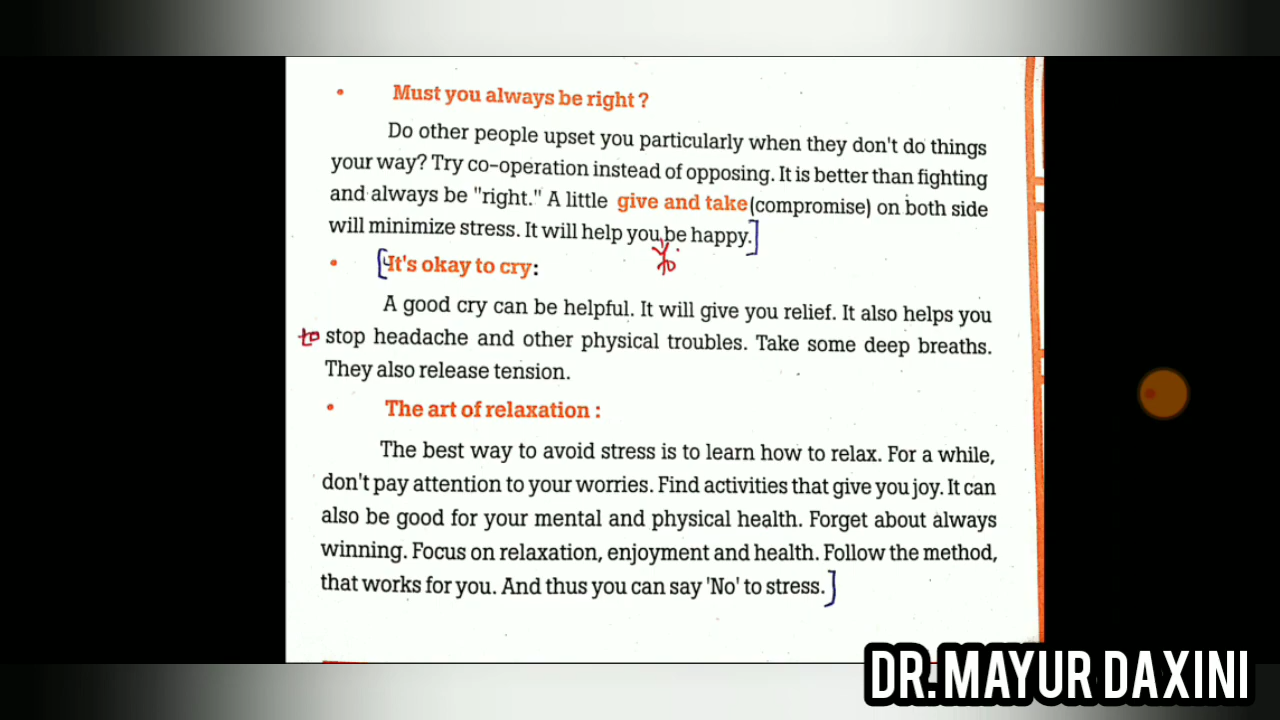 • Must you always be right ?
Do other people upset you particularly when they don't do things
your way? Try co-operation instead of opposing. It is better than fighting
and always be "right." A little give and take (compromise) on both side
will minimize stress. It will help you be happy.]
to
• [It's okay to cry:
A good cry can be helpful. It will give you relief. It also helps you
to stop headache and other physical troubles. Take some deep breaths.
They also release tension.
• The art of relaxation :
The best way to avoid stress is to learn how to relax. For a while,
don't pay attention to your worries. Find activities that give you joy. It can
also be good for your mental and physical health. Forget about always
winning. Focus on relaxation, enjoyment and health. Follow the method,
that works for you. And thus you can say 'No' to stress.]
DR. MAYUR DAXINI